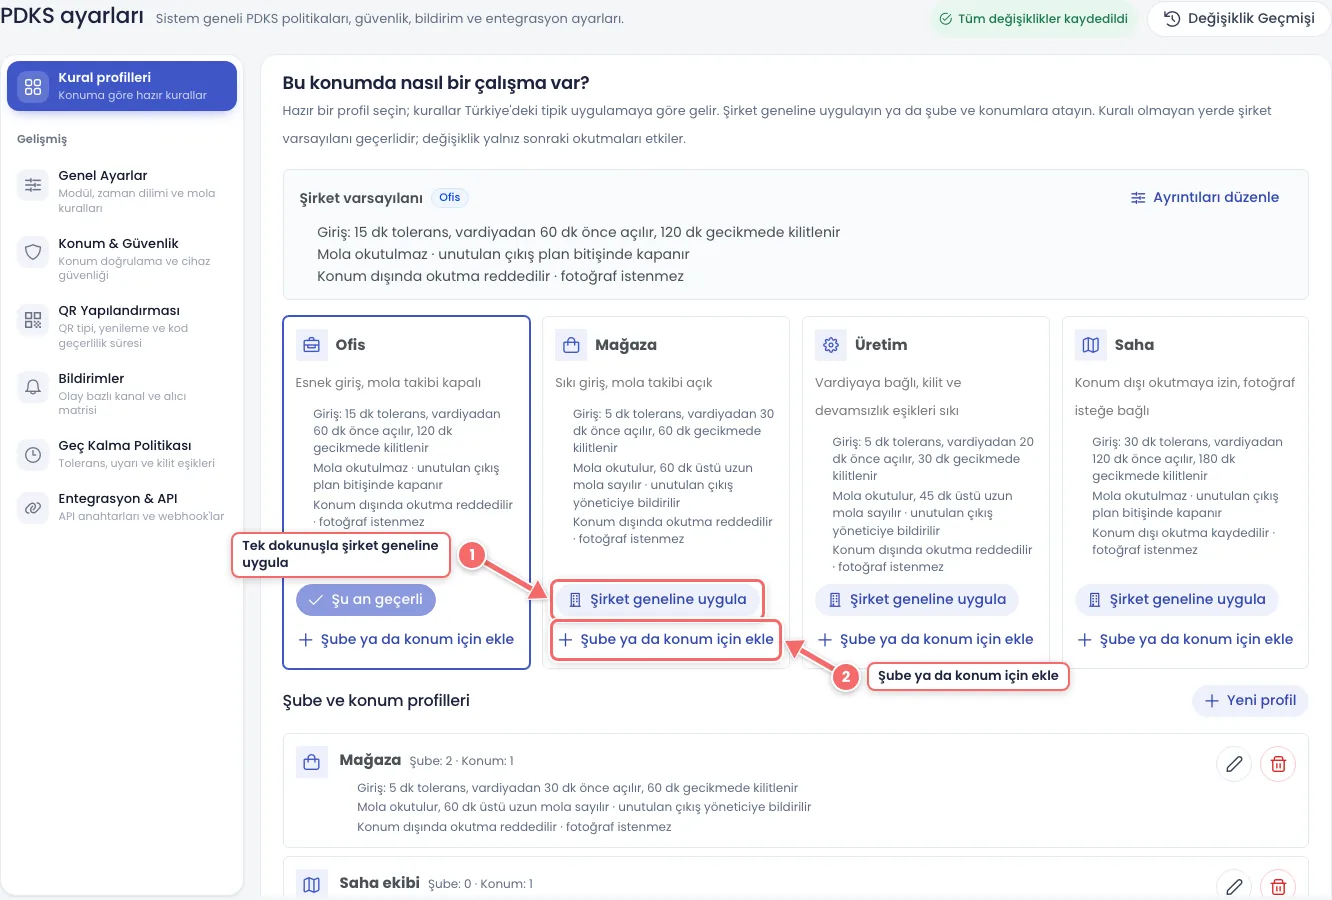 PDKS ayarları
Sistem geneli PDKS politikaları, güvenlik, bildirim ve entegrasyon ayarları.
Tüm değişiklikler kaydedildi
Değişiklik Geçmişi
Kural profilleri
Konuma göre hazır kurallar
Gelişmiş
Genel Ayarlar
Modül, zaman dilimi ve mola
kuralları
Konum & Güvenlik
Konum doğrulama ve cihaz
güvenliği
QR Yapılandırması
QR tipi, yenileme ve kod
geçerlilik süresi
Bildirimler
Olay bazlı kanal ve alıcı
matrisi
Geç Kalma Politikası
Tolerans, uyarı ve kilit eşikleri
Entegrasyon & API
API anahtarları ve webhook'lar
Bu konumda nasıl bir çalışma var?
Hazır bir profil seçin; kurallar Türkiye'deki tipik uygulamaya göre gelir. Şirket geneline uygulayın ya da şube ve konumlara atayın. Kuralı olmayan yerde şirket
varsayılanı geçerlidir; değişiklik yalnız sonraki okutmaları etkiler.
Şirket varsayılanı
Ofis
Ayrıntıları düzenle
Giriş: 15 dk tolerans, vardiyadan 60 dk önce açılır, 120 dk gecikmede kilitlenir
Mola okutulmaz · unutulan çıkış plan bitişinde kapanır
Konum dışında okutma reddedilir · fotoğraf istenmez
Ofis
Esnek giriş, mola takibi kapalı
Giriş: 15 dk tolerans, vardiyadan
60 dk önce açılır, 120 dk
gecikmede kilitlenir
Mola okutulmaz · unutulan çıkış
plan bitişinde kapanır
Konum dışında okutma reddedilir
· fotoğraf istenmez
Şu an geçerli
Şube ya da konum için ekle
Mağaza
Sıkı giriş, mola takibi açık
Giriş: 5 dk tolerans, vardiyadan 30
dk önce açılır, 60 dk gecikmede
kilitlenir
Mola okutulur, 60 dk üstü uzun
mola sayılır · unutulan çıkış
yöneticiye bildirilir
Konum dışında okutma reddedilir
· fotoğraf istenmez
Şirket geneline uygula
Şube ya da konum için ekle
Üretim
Vardiyaya bağlı, kilit ve
devamsızlık eşikleri sıkı
Giriş: 5 dk tolerans, vardiyadan 20
dk önce açılır, 30 dk gecikmede
kilitlenir
Mola okutulur, 45 dk üstü uzun
mola sayılır · unutulan çıkış
yöneticiye bildirilir
Konum dışında okutma reddedilir
· fotoğraf istenmez
Şirket geneline uygula
Şube ya da konum için ekle
Saha
Konum dışı okutmaya izin, fotoğraf
isteğe bağlı
Giriş: 30 dk tolerans, vardiyadan
120 dk önce açılır, 180 dk
gecikmede kilitlenir
Mola okutulmaz · unutulan çıkış
plan bitişinde kapanır
Konum dışı okutma kaydedilir ·
fotoğraf istenmez
Şirket geneline uygula
Şube ya da konum için ekle
Tek dokunuşla şirket geneline
uygula
1
2
Şube ya da konum için ekle
Şube ve konum profilleri
Yeni profil
Mağaza
Şube: 2 · Konum: 1
Giriş: 5 dk tolerans, vardiyadan 30 dk önce açılır, 60 dk gecikmede kilitlenir
Mola okutulur, 60 dk üstü uzun mola sayılır · unutulan çıkış yöneticiye bildirilir
Konum dışında okutma reddedilir · fotoğraf istenmez
Saha ekibi
Şube: 0 · Konum: 1